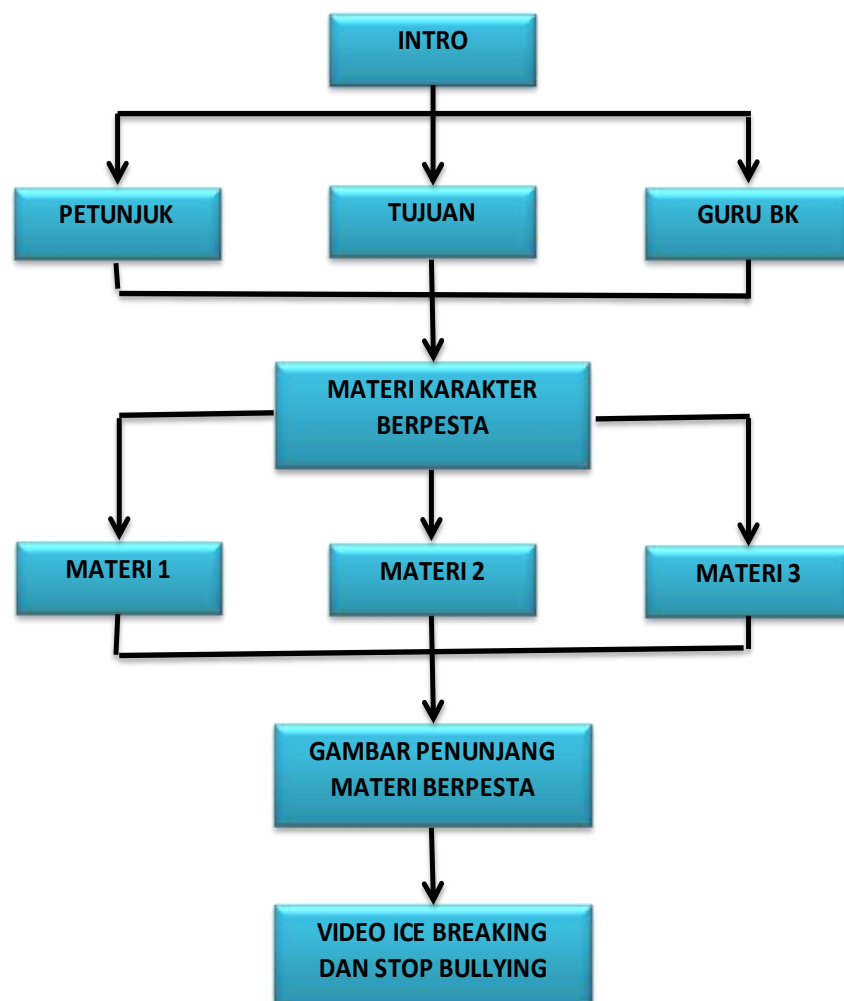 INTRO
PETUNJUK
TUJUAN
GURU BK
MATERI KARAKTER
BERPESTA
MATERI 1
MATERI 2
MATERI 3
GAMBAR PENUNJANG
MATERI BERPESTA
VIDEO ICE BREAKING
DAN STOP BULLYING